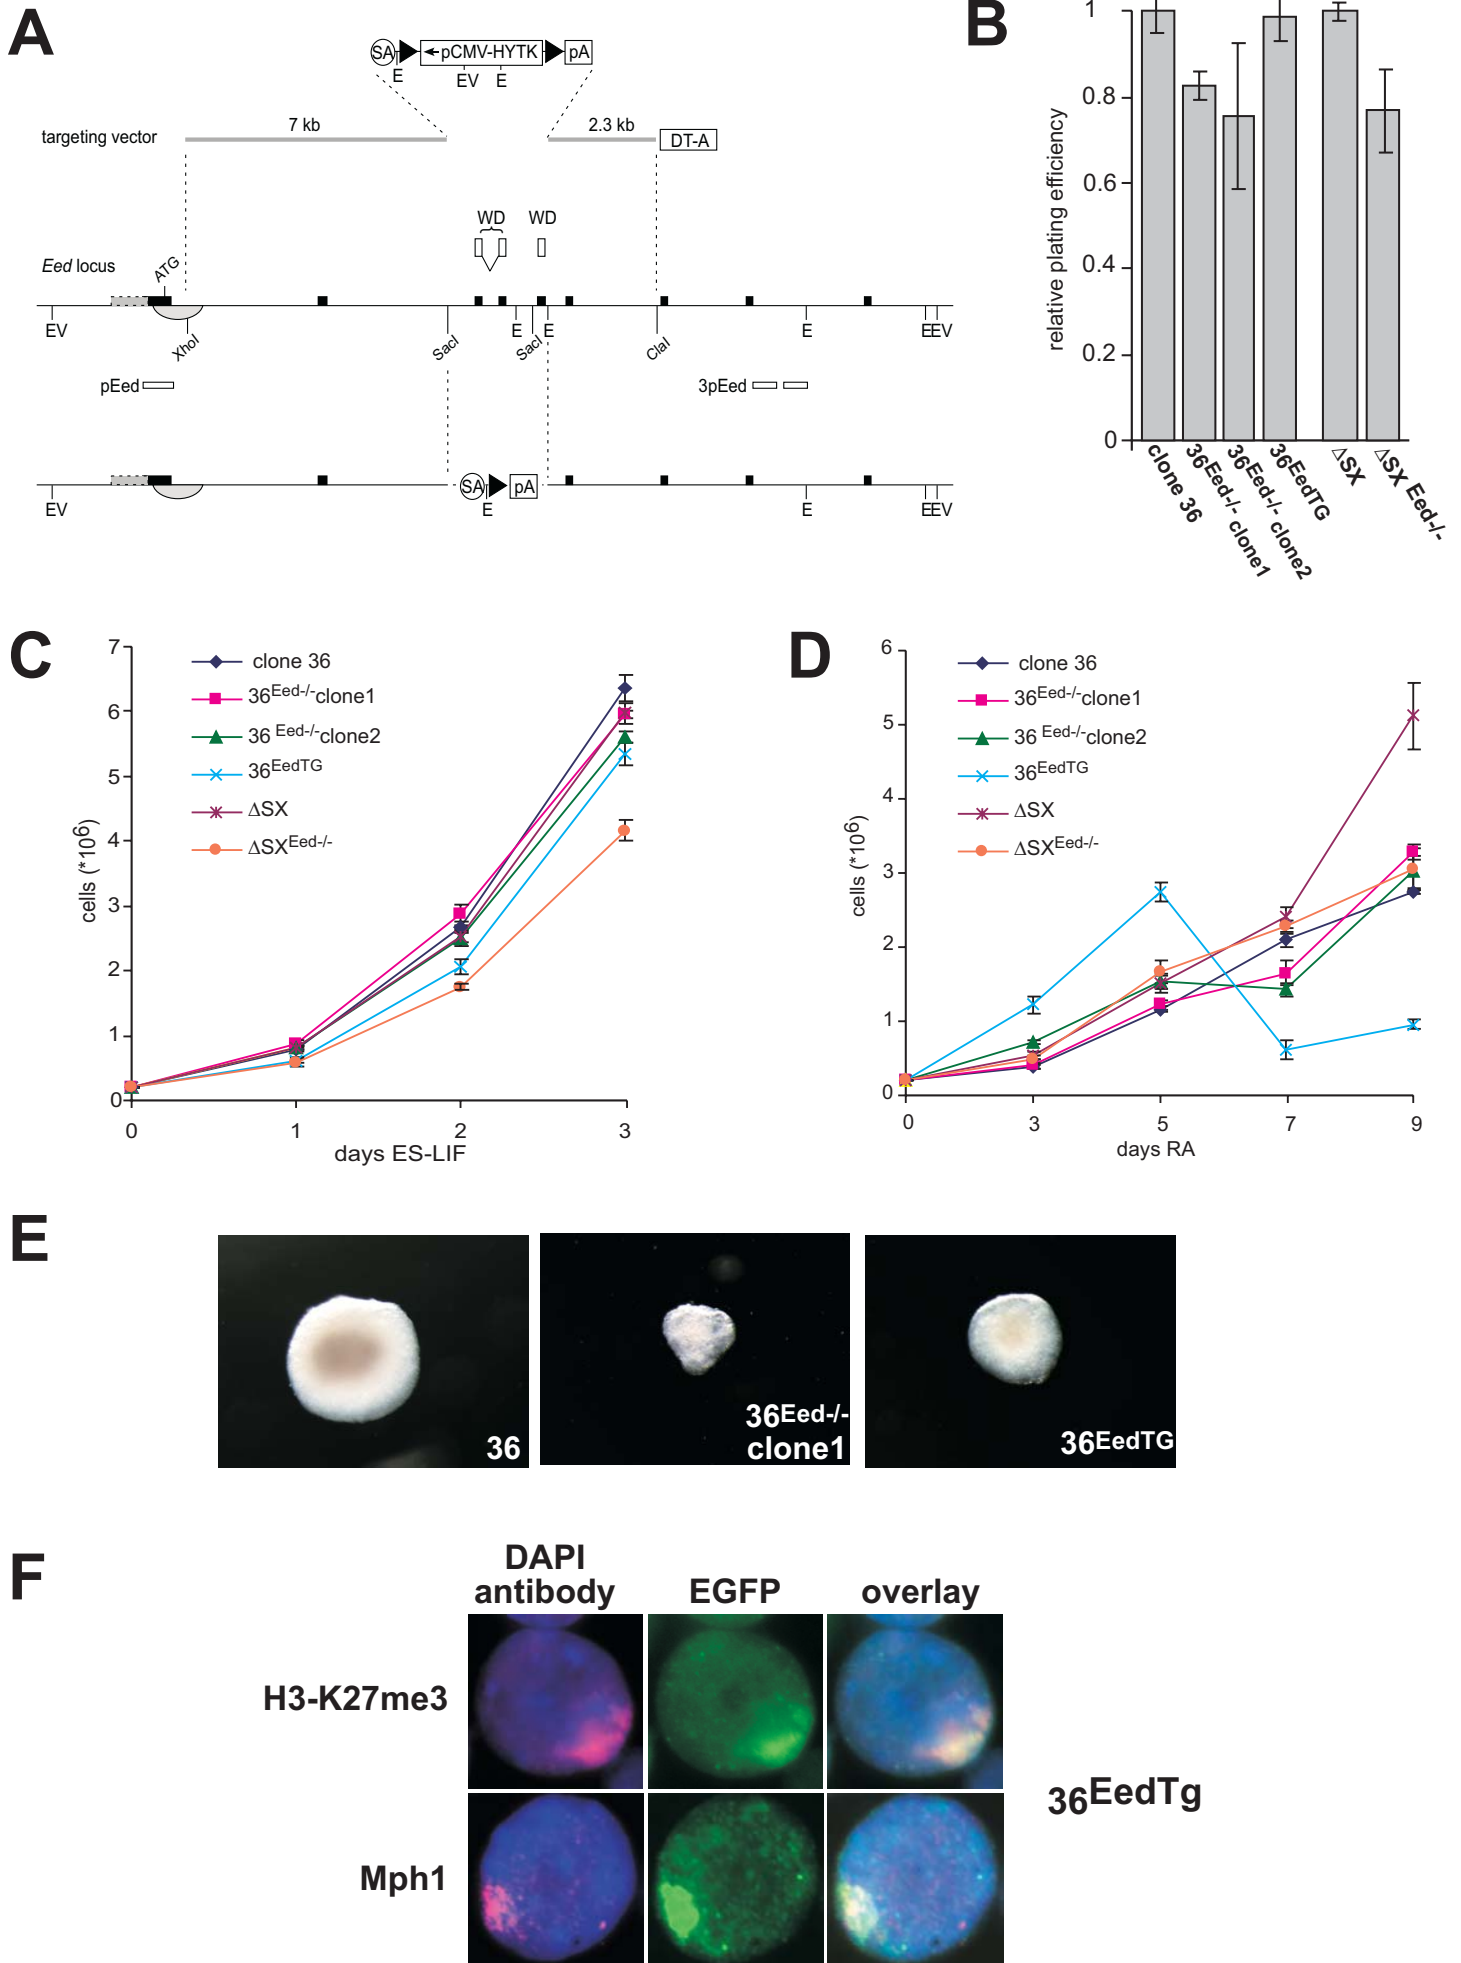 A
SA
←pCMV-HYTK
pA
E
EV
E
targeting vector
7 kb
2.3 kb
DT-A
WD
WD
Eed locus
ATG
EV
XhoI
SacI
E
SacI
E
ClaI
E
EEV
pEed
3pEed
SA
pA
EV
E
E
EEV
B
relative plating efficiency
1
0.8
0.6
0.4
0.2
0
clone 36
36Eed-/- clone1
36Eed-/- clone2
36EedTG
ΔSX
ΔSX Eed-/-
C
cells (*10⁶)
7
6
5
4
3
2
1
0
clone 36
36Eed-/-clone1
36 Eed-/-clone2
36EedTG
ΔSX
ΔSXEed-/-
0
1
2
3
days ES-LIF
D
cells (*10⁶)
6
5
4
3
2
1
0
clone 36
36Eed-/-clone1
36 Eed-/-clone2
36EedTG
ΔSX
ΔSXEed-/-
0
3
5
7
9
days RA
E
36
36Eed-/-
clone1
36EedTG
F
DAPI
antibody
EGFP
overlay
H3-K27me3
Mph1
36EedTg